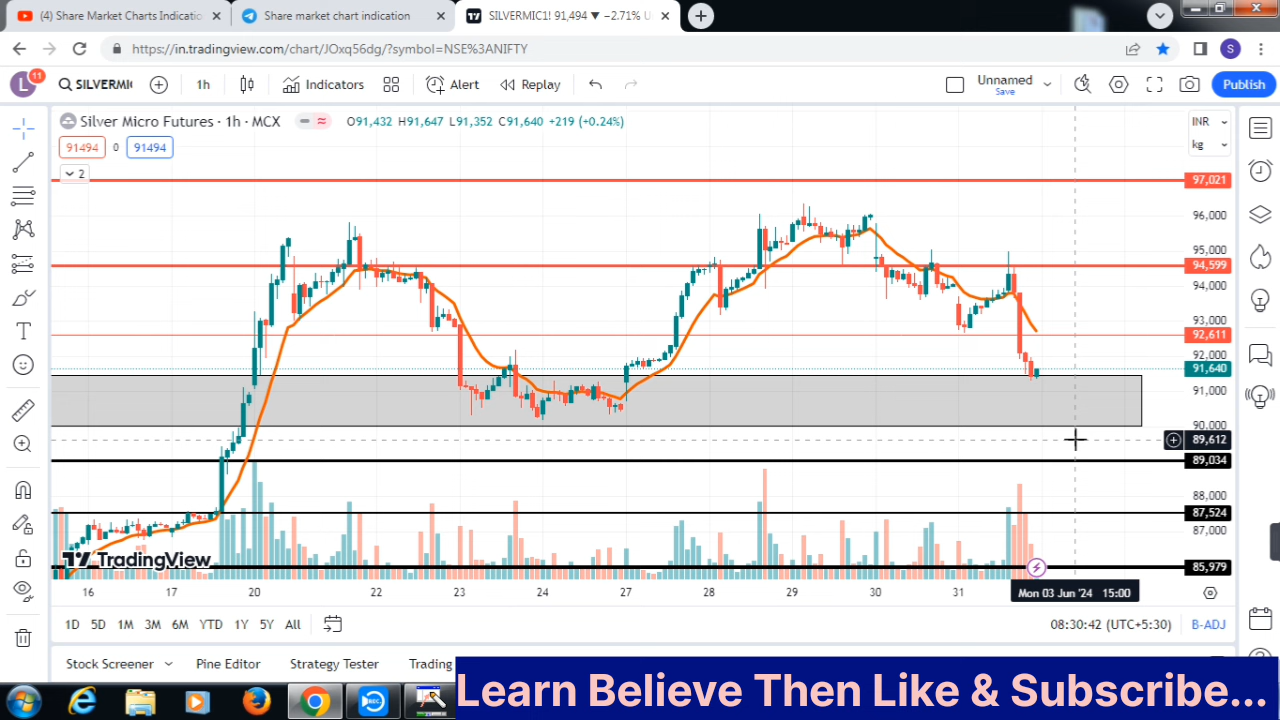 (4) Share Market Charts Indicatio
Share market chart indication
SILVERMIC1! 91,494 ▼ −2.71% U
https://in.tradingview.com/chart/JOxq56dg/?symbol=NSE%3ANIFTY
S
L
11
SILVERMI
1h
Indicators
Alert
Replay
Unnamed
Save
Publish
Silver Micro Futures · 1h · MCX
O91,432 H91,647 L91,352 C91,640 +219 (+0.24%)
INR
kg
91494 0 91494
2
97,021
96,000
95,000
94,599
94,000
93,000
92,611
92,000
91,640
91,000
90,000
89,612
89,034
88,000
87,524
87,000
85,979
TradingView
16 17 20 22 23 24 27 28 29 30 31
Mon 03 Jun '24 15:00
1D 5D 1M 3M 6M YTD 1Y 5Y All
08:30:42 (UTC+5:30)
B-ADJ
Stock Screener
Pine Editor
Strategy Tester
Trading
REC
Learn Believe Then Like & Subscribe...